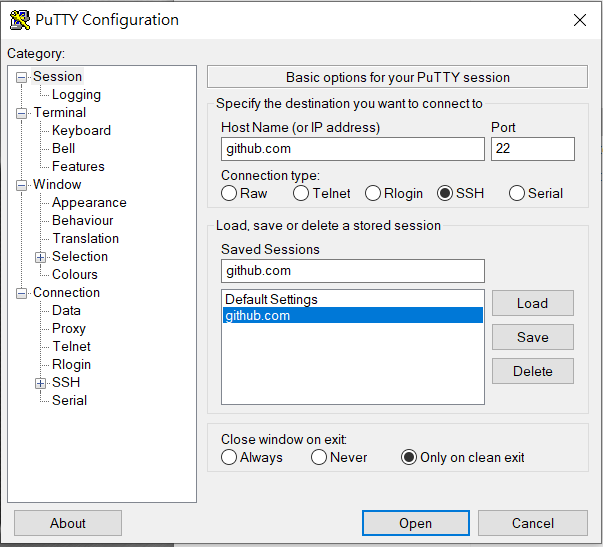 PuTTY Configuration
Category:
Session
Logging
Terminal
Keyboard
Bell
Features
Window
Appearance
Behaviour
Translation
Selection
Colours
Connection
Data
Proxy
Telnet
Rlogin
SSH
Serial
Basic options for your PuTTY session
Specify the destination you want to connect to
Host Name (or IP address) Port
github.com 22
Connection type:
Raw Telnet Rlogin SSH Serial
Load, save or delete a stored session
Saved Sessions
github.com
Default Settings
github.com
Load
Save
Delete
Close window on exit:
Always Never Only on clean exit
About Open Cancel